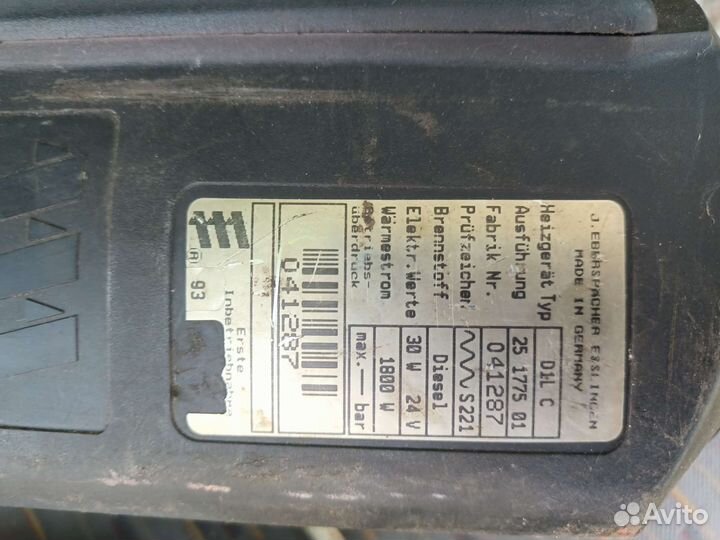 J. EBERSPÄCHER ESSLINGEN
MADE IN GERMANY
Heizgerät Typ D1L C
Ausführung 25 1775 01
Fabrik Nr. 041287
Prüfzeichen S221
Brennstoff Diesel
Elektr.Werte 30 W 24 V
Wärmestrom 1800 W
Betriebs-
überdruck max.— bar
041287
(R) 93
Erste
Inbetriebnahme
Avito